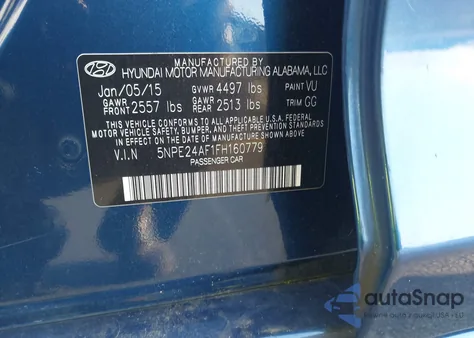 MANUFACTURED BY
HYUNDAI MOTOR MANUFACTURING ALABAMA, LLC
Jan/05/15 GVWR 4497 lbs PAINT VU
GAWR FRONT 2557 lbs GAWR REAR 2513 lbs TRIM GG
THIS VEHICLE CONFORMS TO ALL APPLICABLE U.S.A. FEDERAL
MOTOR VEHICLE SAFETY, BUMPER, AND THEFT PREVENTION STANDARDS
IN EFFECT ON THE DATE OF MANUFACTURE SHOWN ABOVE.
V.I.N 5NPE24AF1FH160779
PASSENGER CAR
autoSnap